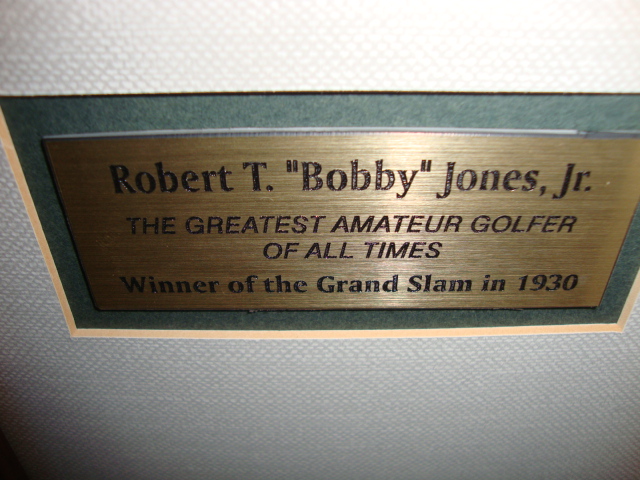 Robert T. "Bobby" Jones, Jr.
THE GREATEST AMATEUR GOLFER
OF ALL TIMES
Winner of the Grand Slam in 1930